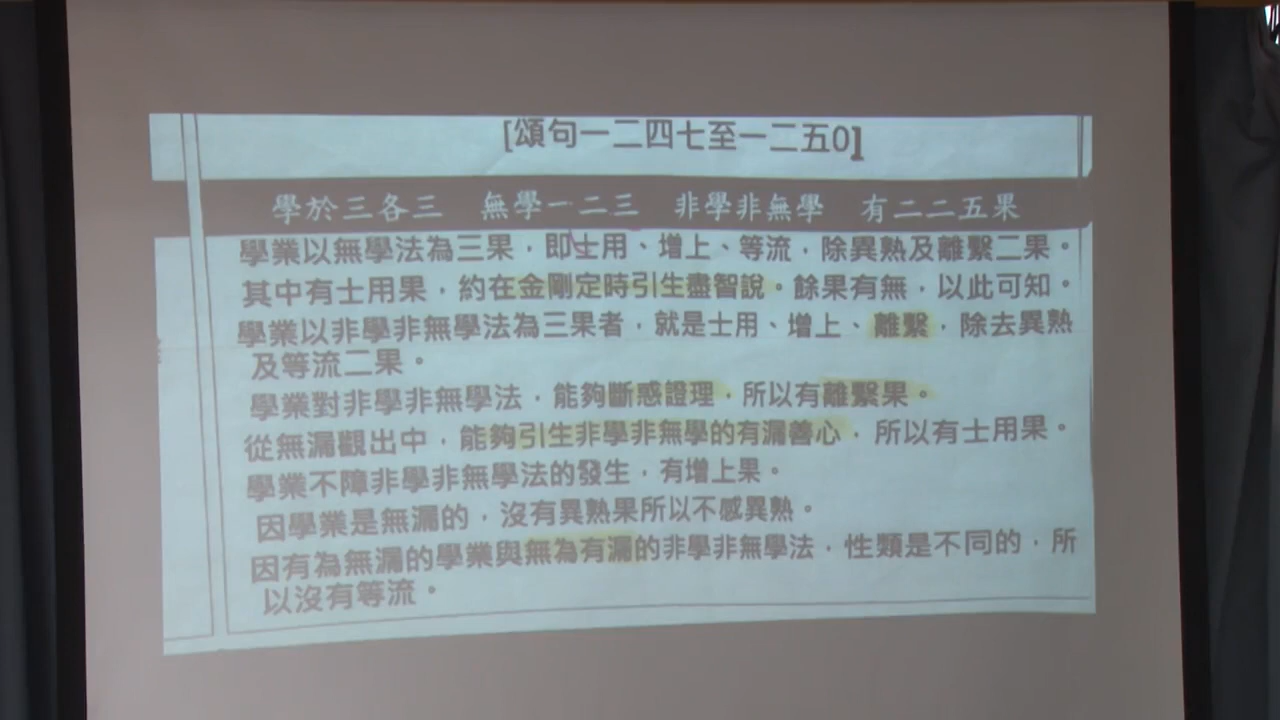 [頌句一二四七至一二五0]
學於三各三 無學一二三 非學非無學 有二二五果
學業以無學法為三果，即士用、增上、等流，除異熟及離繫二果。
其中有士用果，約在金剛定時引生盡智說。餘果有無，以此可知。
學業以非學非無學法為三果者，就是士用、增上、離繫，除去異熟
及等流二果。
學業對非學非無學法，能夠斷惑證理，所以有離繫果。
從無漏觀出中，能夠引生非學非無學的有漏善心，所以有士用果。
學業不障非學非無學法的發生，有增上果。
因學業是無漏的，沒有異熟果所以不感異熟。
因有為無漏的學業與無為有漏的非學非無學法，性類是不同的，所
以沒有等流。